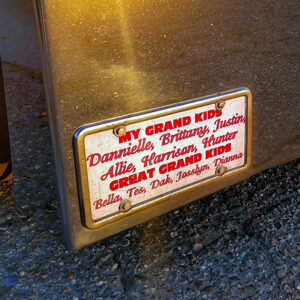 MY GRAND KIDS
Dannielle, Brittany, Justin,
Allie, Harrison, Hunter
GREAT GRAND KIDS
Bella, Tes, Dak, Josslyn, Dianna